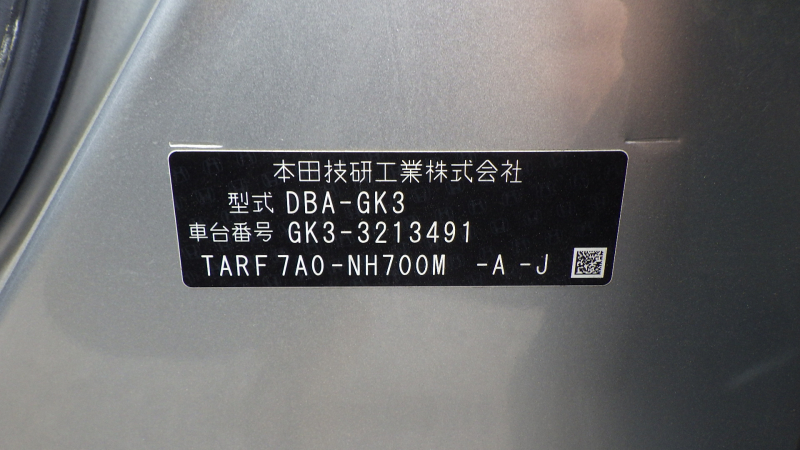 本田技研工業株式会社
型式 DBA-GK3
車台番号 GK3-3213491
TARF 7A0-NH700M -A -J